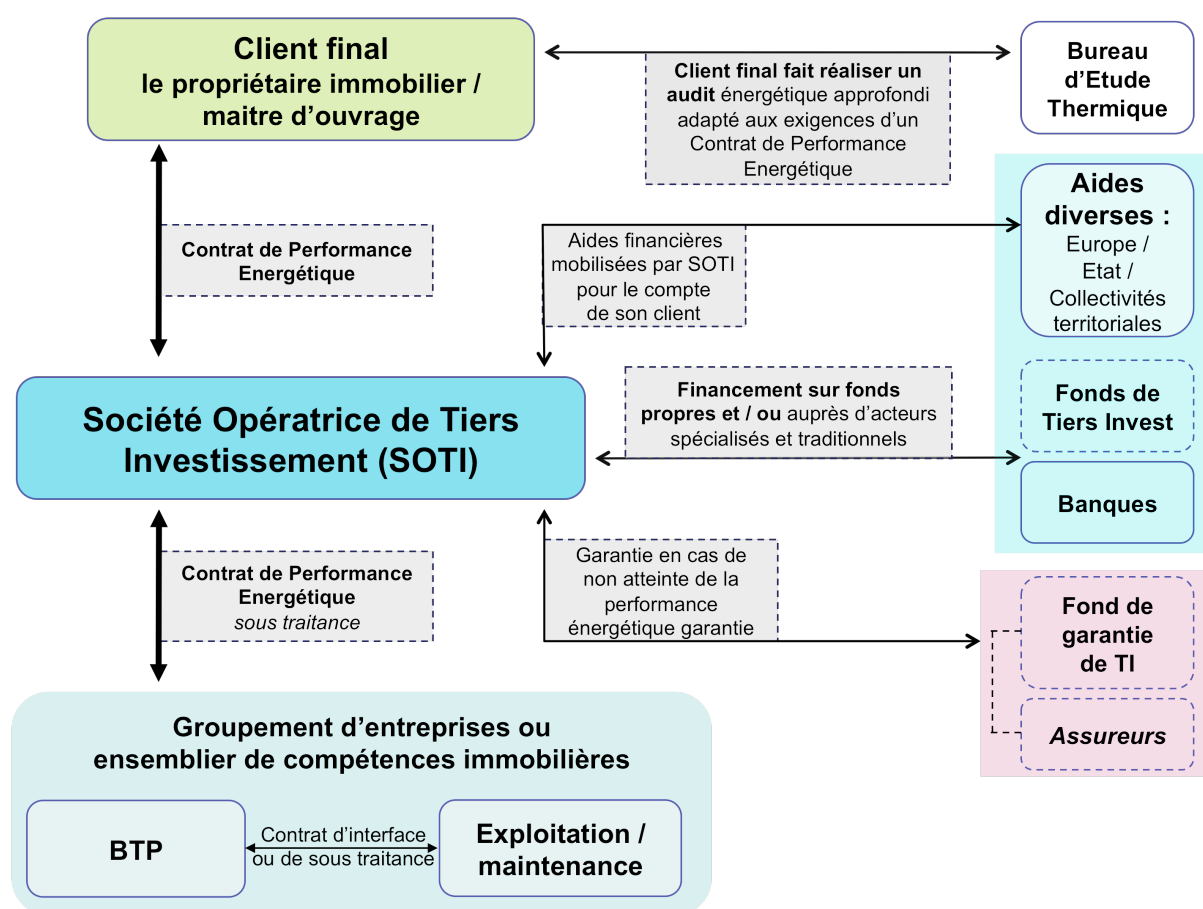 Client final
le propriétaire immobilier /
maitre d’ouvrage
Client final fait réaliser un
audit énergétique approfondi
adapté aux exigences d’un
Contrat de Performance
Energétique
Bureau
d’Etude
Thermique
Contrat de Performance
Energétique
Aides financières
mobilisées par SOTI
pour le compte
de son client
Aides
diverses :
Europe /
Etat /
Collectivités
territoriales
Société Opératrice de Tiers
Investissement (SOTI)
Financement sur fonds
propres et / ou auprès d’acteurs
spécialisés et traditionnels
Fonds de
Tiers Invest
Banques
Contrat de Performance
Energétique
sous traitance
Garantie en cas de
non atteinte de la
performance
énergétique garantie
Fond de
garantie
de TI
Assureurs
Groupement d’entreprises ou
ensemblier de compétences immobilières
BTP
Contrat d’interface
ou de sous traitance
Exploitation /
maintenance